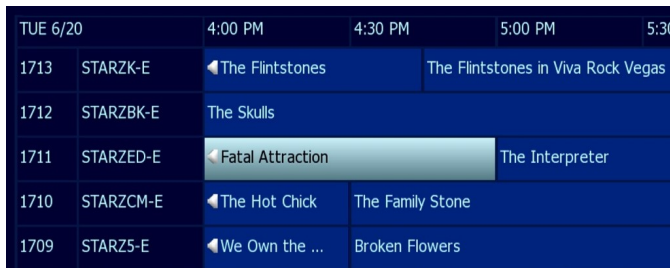 TUE 6/20 4:00 PM 4:30 PM 5:00 PM 5:30
1713 STARZK-E The Flintstones The Flintstones in Viva Rock Vegas
1712 STARZBK-E The Skulls
1711 STARZED-E Fatal Attraction The Interpreter
1710 STARZCM-E The Hot Chick The Family Stone
1709 STARZ5-E We Own the ... Broken Flowers